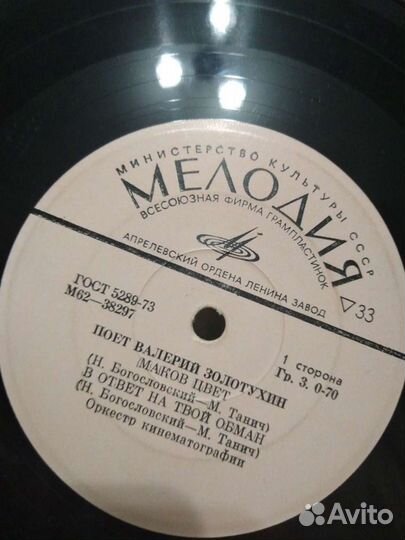 МИНИСТЕРСТВО КУЛЬТУРЫ СССР
МЕЛОДИЯ
ВСЕСОЮЗНАЯ ФИРМА ГРАМПЛАСТИНОК
АПРЕЛЕВСКИЙ ОРДЕНА ЛЕНИНА ЗАВОД
33
ГОСТ 5289-73
М62—38297
1 сторона
Гр. 3. 0-70
ПОЕТ ВАЛЕРИЙ ЗОЛОТУХИН
МАКОВ ЦВЕТ
(Н. Богословский—М. Танич)
В ОТВЕТ НА ТВОЙ ОБМАН
(Н. Богословский—М. Танич)
Оркестр кинематографии
Avito